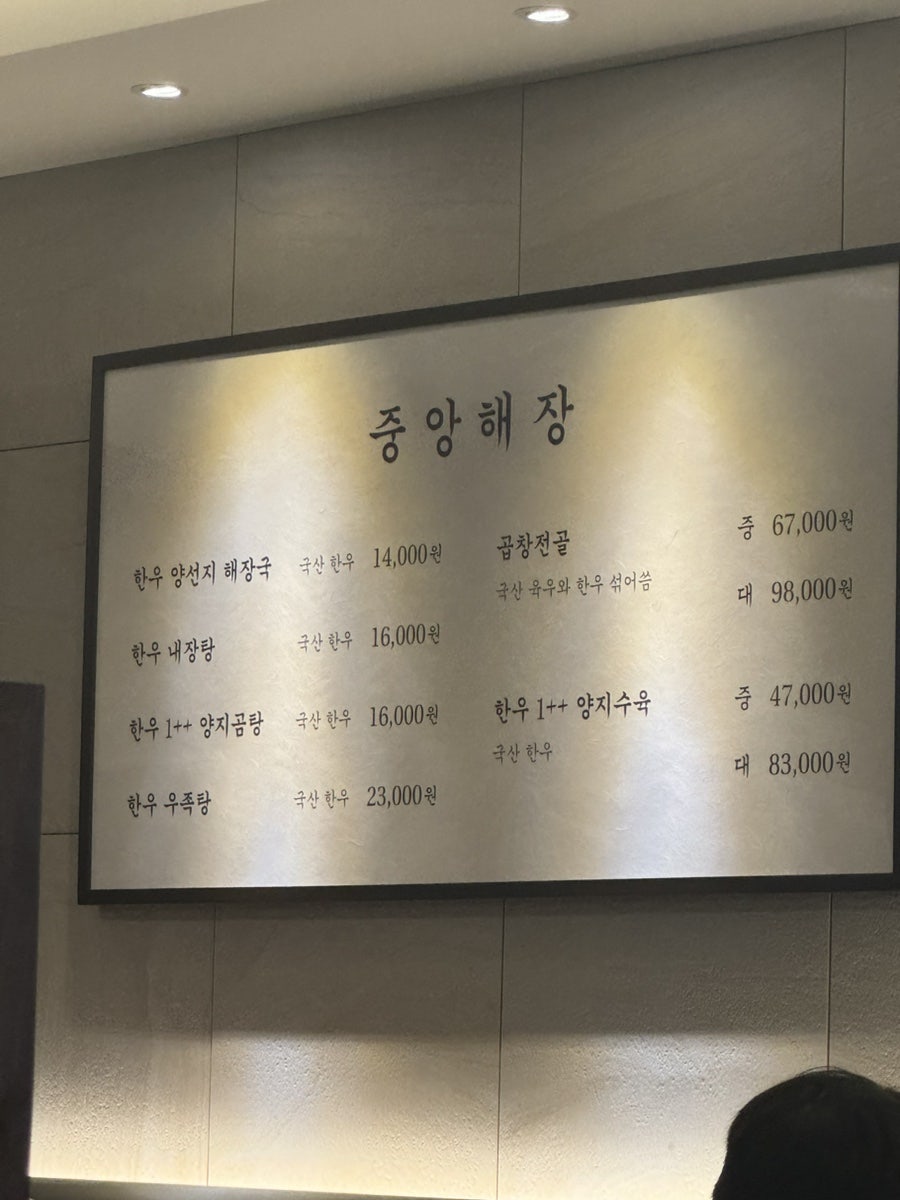 중앙해장
한우 양선지 해장국 국산 한우 14,000원
한우 내장탕 국산 한우 16,000원
한우 1++ 양지곰탕 국산 한우 16,000원
한우 우족탕 국산 한우 23,000원
곱창전골 중 67,000원
국산 육우와 한우 섞어씀 대 98,000원
한우 1++ 양지수육 중 47,000원
국산 한우 대 83,000원